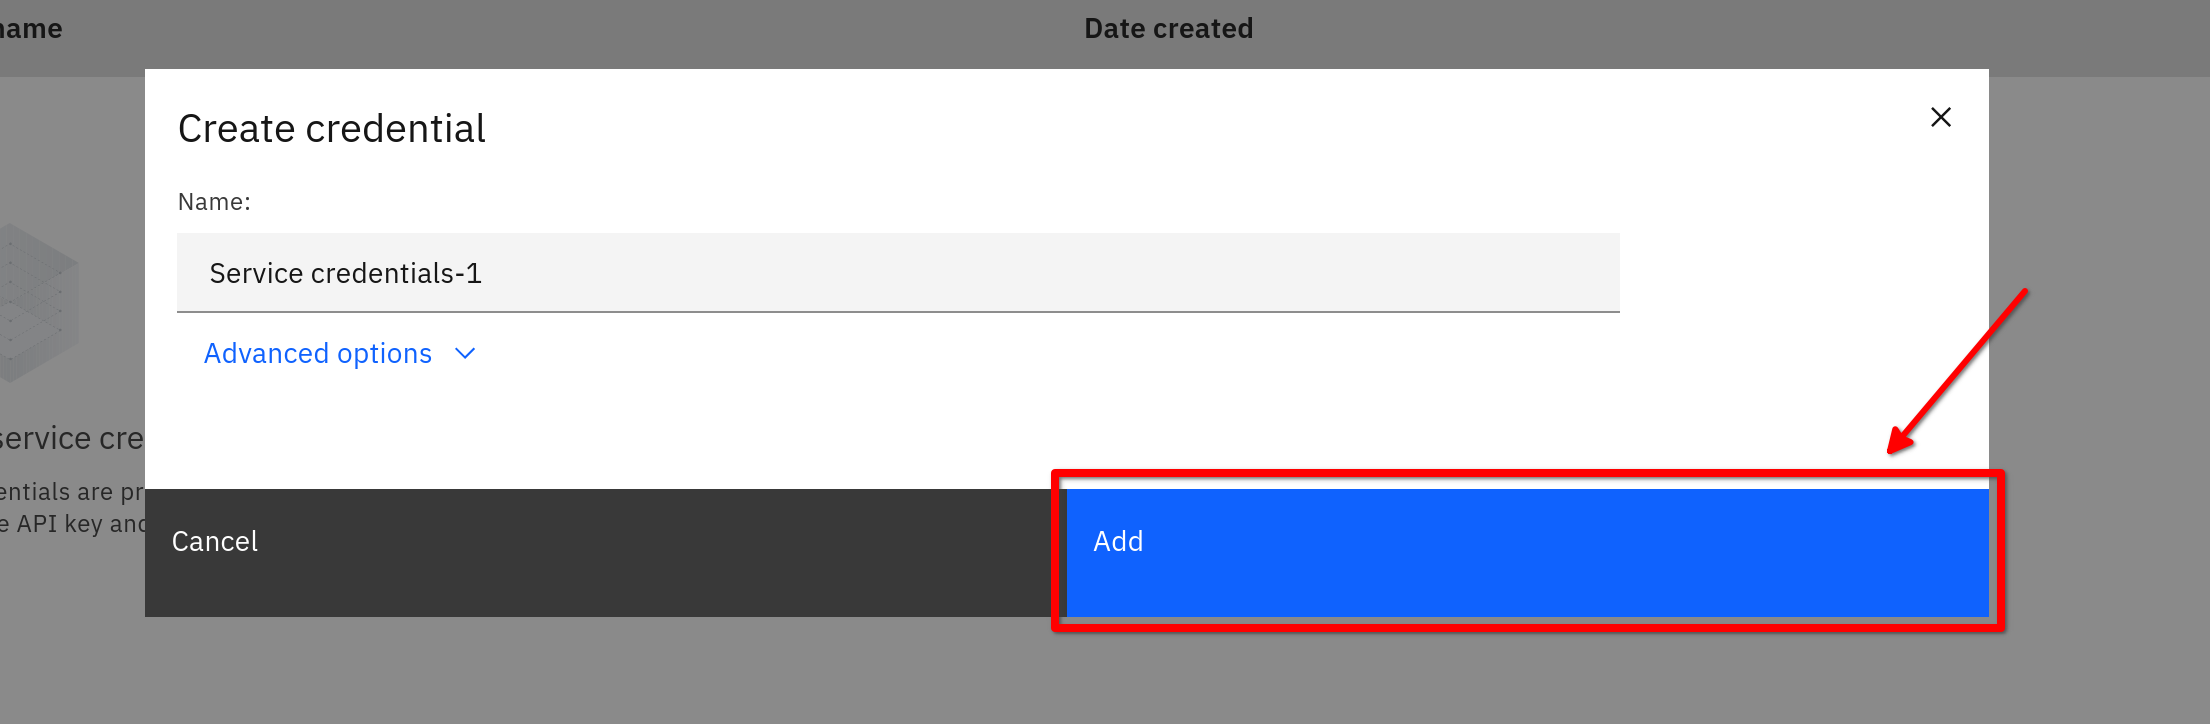 name
Date created
Create credential
Name:
Service credentials-1
Advanced options
service cre
entials are pr
e API key and
Cancel
Add